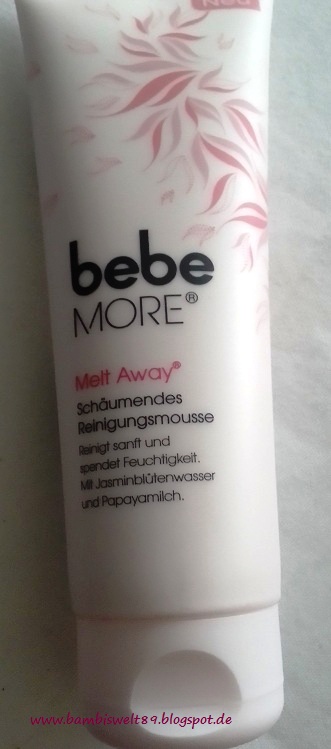 Neu
bebe
MORE®
Melt Away®
Schäumendes
Reinigungsmousse
Reinigt sanft und
spendet Feuchtigkeit.
Mit Jasminblütenwasser
und Papayamilch.
www.bambiswelt89.blogspot.de